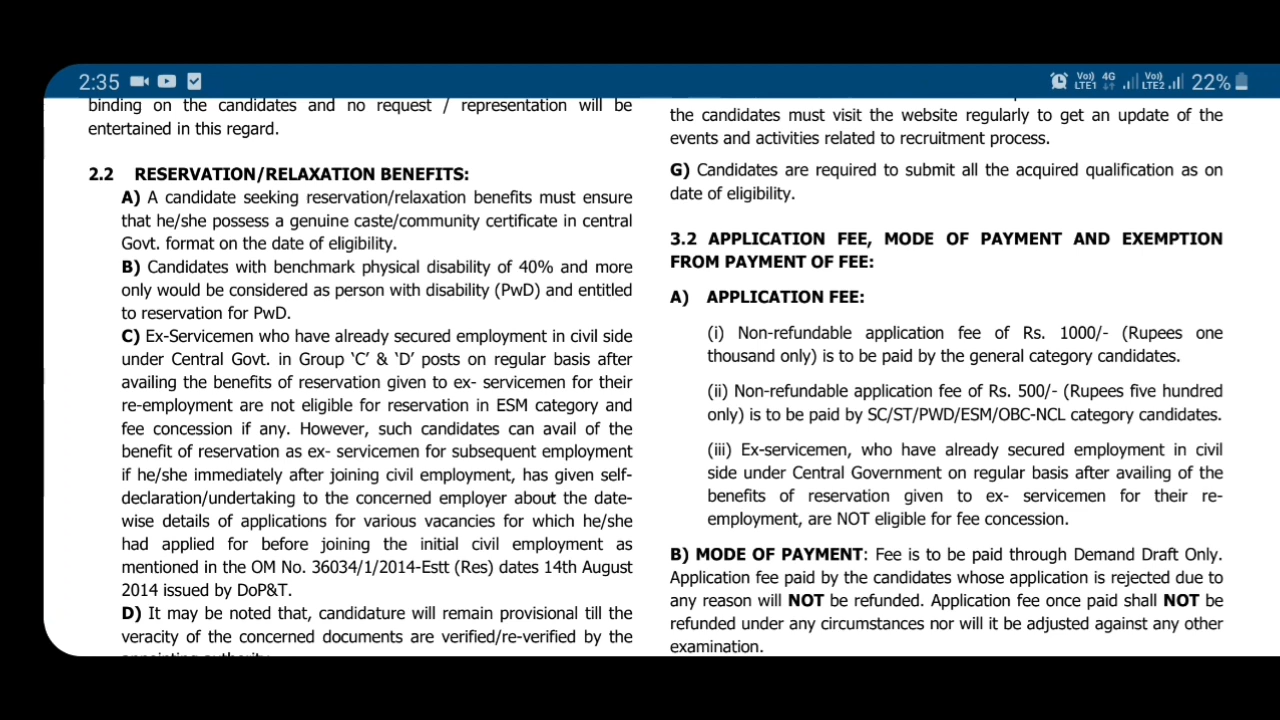 2:35
Vo)) 4G Vo))
LTE1 LTE2 22%
binding on the candidates and no request / representation will be
entertained in this regard.
2.2 RESERVATION/RELAXATION BENEFITS:
A) A candidate seeking reservation/relaxation benefits must ensure
that he/she possess a genuine caste/community certificate in central
Govt. format on the date of eligibility.
B) Candidates with benchmark physical disability of 40% and more
only would be considered as person with disability (PwD) and entitled
to reservation for PwD.
C) Ex-Servicemen who have already secured employment in civil side
under Central Govt. in Group ‘C’ & ‘D’ posts on regular basis after
availing the benefits of reservation given to ex- servicemen for their
re-employment are not eligible for reservation in ESM category and
fee concession if any. However, such candidates can avail of the
benefit of reservation as ex- servicemen for subsequent employment
if he/she immediately after joining civil employment, has given self-
declaration/undertaking to the concerned employer about the date-
wise details of applications for various vacancies for which he/she
had applied for before joining the initial civil employment as
mentioned in the OM No. 36034/1/2014-Estt (Res) dates 14th August
2014 issued by DoP&T.
D) It may be noted that, candidature will remain provisional till the
veracity of the concerned documents are verified/re-verified by the
appointing authority.
the candidates must visit the website regularly to get an update of the
events and activities related to recruitment process.
G) Candidates are required to submit all the acquired qualification as on
date of eligibility.
3.2 APPLICATION FEE, MODE OF PAYMENT AND EXEMPTION
FROM PAYMENT OF FEE:
A) APPLICATION FEE:
(i) Non-refundable application fee of Rs. 1000/- (Rupees one
thousand only) is to be paid by the general category candidates.
(ii) Non-refundable application fee of Rs. 500/- (Rupees five hundred
only) is to be paid by SC/ST/PWD/ESM/OBC-NCL category candidates.
(iii) Ex-servicemen, who have already secured employment in civil
side under Central Government on regular basis after availing of the
benefits of reservation given to ex- servicemen for their re-
employment, are NOT eligible for fee concession.
B) MODE OF PAYMENT: Fee is to be paid through Demand Draft Only.
Application fee paid by the candidates whose application is rejected due to
any reason will NOT be refunded. Application fee once paid shall NOT be
refunded under any circumstances nor will it be adjusted against any other
examination.